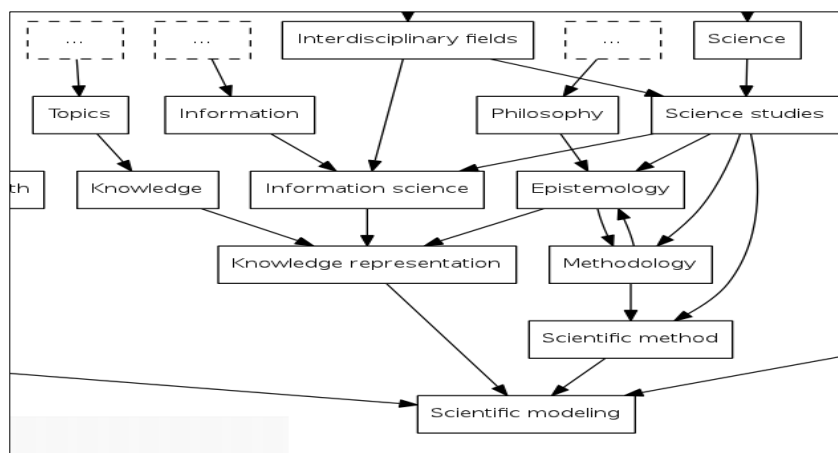 ...
...
Interdisciplinary fields
...
Science
Topics
Information
Philosophy
Science studies
th
Knowledge
Information science
Epistemology
Knowledge representation
Methodology
Scientific method
Scientific modeling